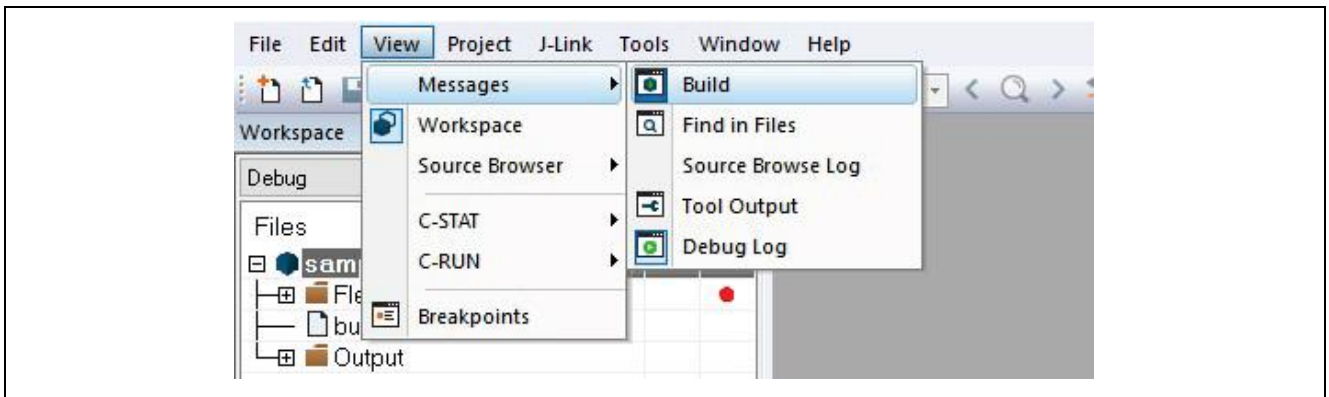 File Edit View Project J-Link Tools Window Help
Messages Build
Workspace Workspace Find in Files
Source Browser Source Browse Log
Debug
Tool Output
Files C-STAT
C-RUN Debug Log
Breakpoints
Output